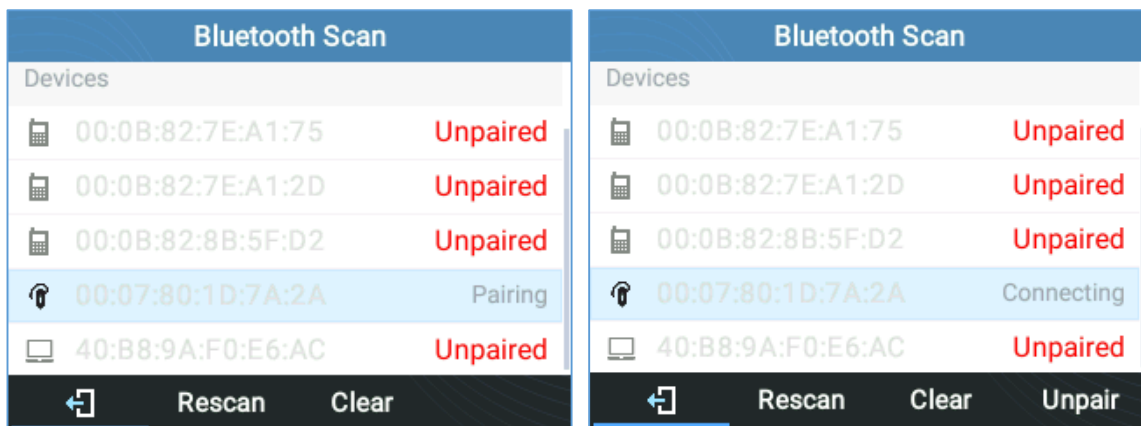 Bluetooth Scan
Devices
00:0B:82:7E:A1:75 Unpaired
00:0B:82:7E:A1:2D Unpaired
00:0B:82:8B:5F:D2 Unpaired
00:07:80:1D:7A:2A Pairing
40:B8:9A:F0:E6:AC Unpaired
Rescan Clear
Bluetooth Scan
Devices
00:0B:82:7E:A1:75 Unpaired
00:0B:82:7E:A1:2D Unpaired
00:0B:82:8B:5F:D2 Unpaired
00:07:80:1D:7A:2A Connecting
40:B8:9A:F0:E6:AC Unpaired
Rescan Clear Unpair